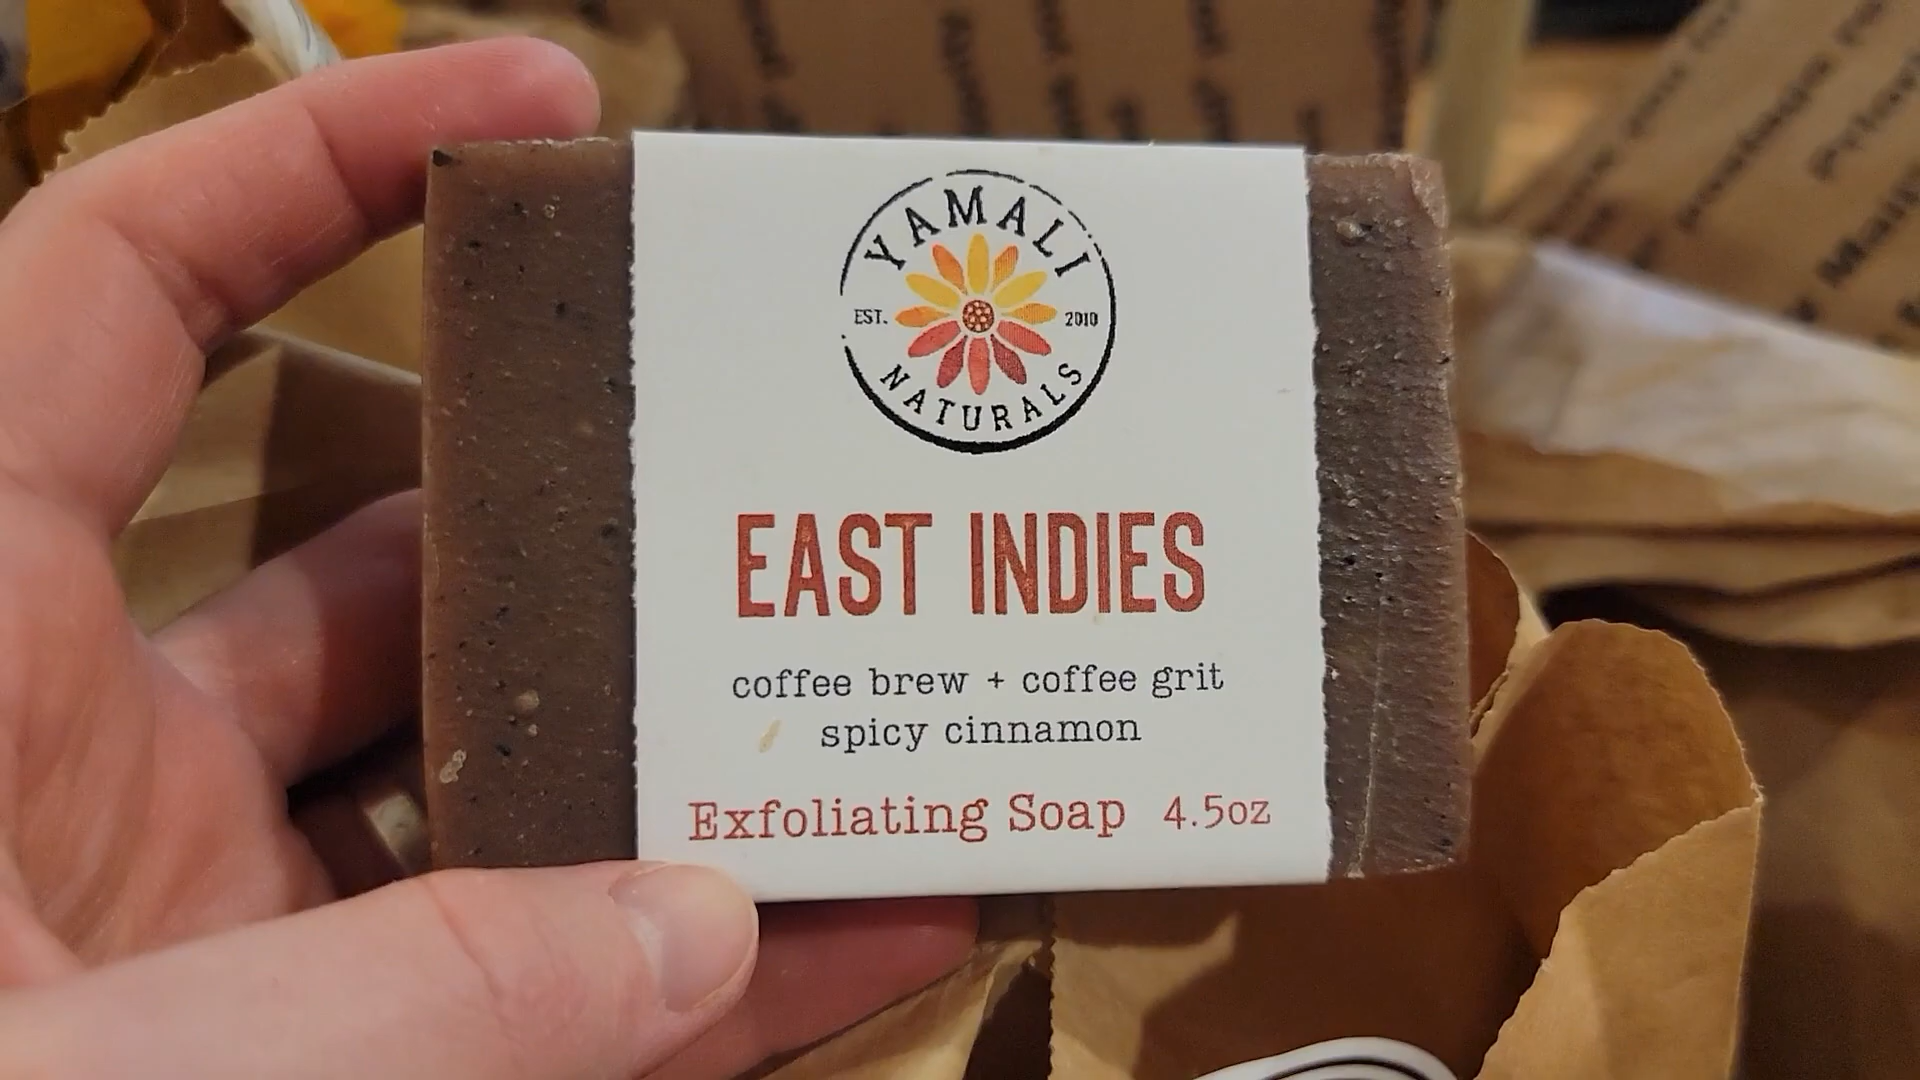 YAMALI
EST. 2010
NATURALS
EAST INDIES
coffee brew + coffee grit
spicy cinnamon
Exfoliating Soap 4.5oz